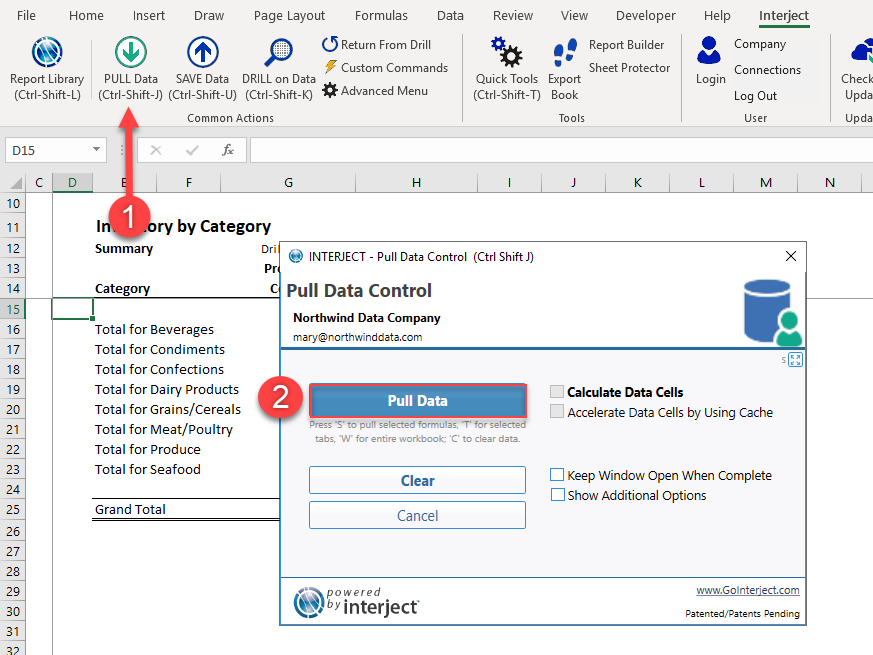 File Home Insert Draw Page Layout Formulas Data Review View Developer Help Interject
Report Library
(Ctrl-Shift-L)
PULL Data
(Ctrl-Shift-J)
SAVE Data
(Ctrl-Shift-U)
DRILL on Data
(Ctrl-Shift-K)
Return From Drill
Custom Commands
Advanced Menu
Common Actions
Quick Tools
(Ctrl-Shift-T)
Export
Book
Report Builder
Sheet Protector
Tools
Login
Company
Connections
Log Out
User
Check
Upda
Upda
D15
fx
C D E F G H I J K L M N
10
11 In ory by Category
12 Summary Dril
13 Pro
14 Category Co
15
16 Total for Beverages
17 Total for Condiments
18 Total for Confections
19 Total for Dairy Products
20 Total for Grains/Cereals
21 Total for Meat/Poultry
22 Total for Produce
23 Total for Seafood
24
25 Grand Total
26
27
28
29
30
31
32
1
2
INTERJECT - Pull Data Control (Ctrl Shift J)
Pull Data Control
Northwind Data Company
mary@northwinddata.com
5
Pull Data
Press 'S' to pull selected formulas, 'T' for selected
tabs, 'W' for entire workbook; 'C' to clear data.
Clear
Cancel
Calculate Data Cells
Accelerate Data Cells by Using Cache
Keep Window Open When Complete
Show Additional Options
powered
by interject
www.GoInterject.com
Patented/Patents Pending